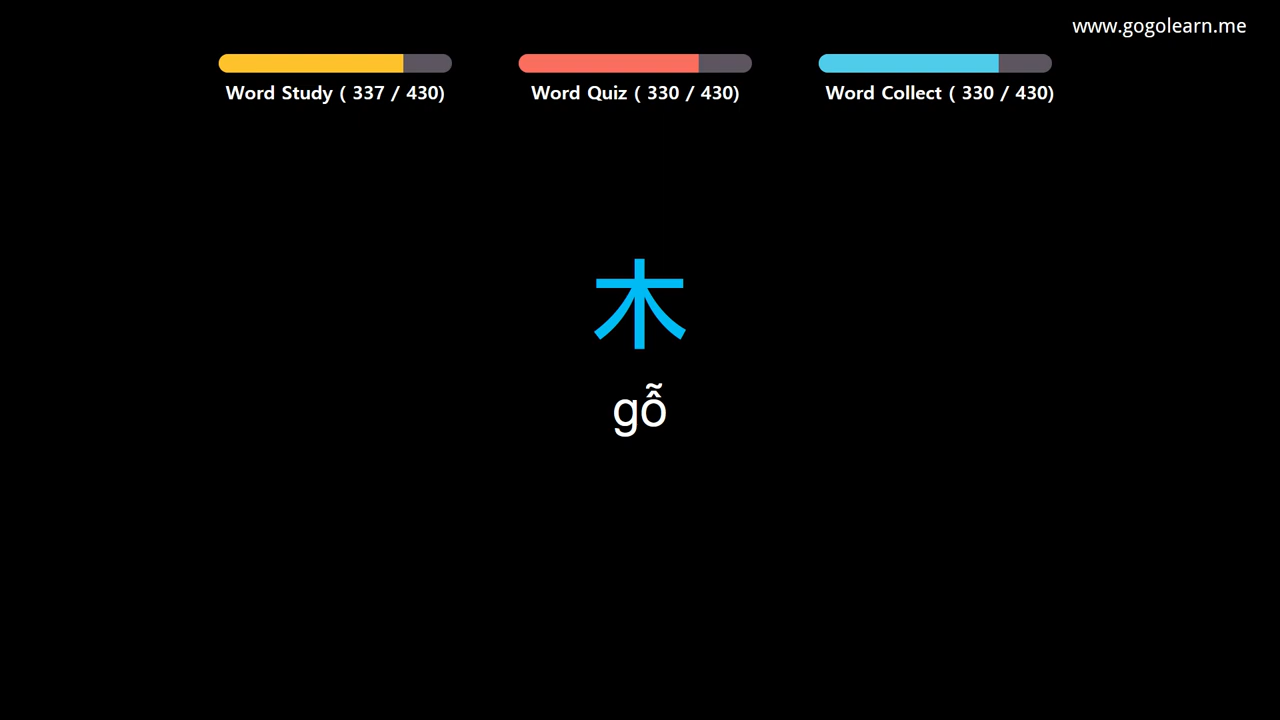 www.gogolearn.me
Word Study ( 337 / 430)
Word Quiz ( 330 / 430)
Word Collect ( 330 / 430)
木
gỗ